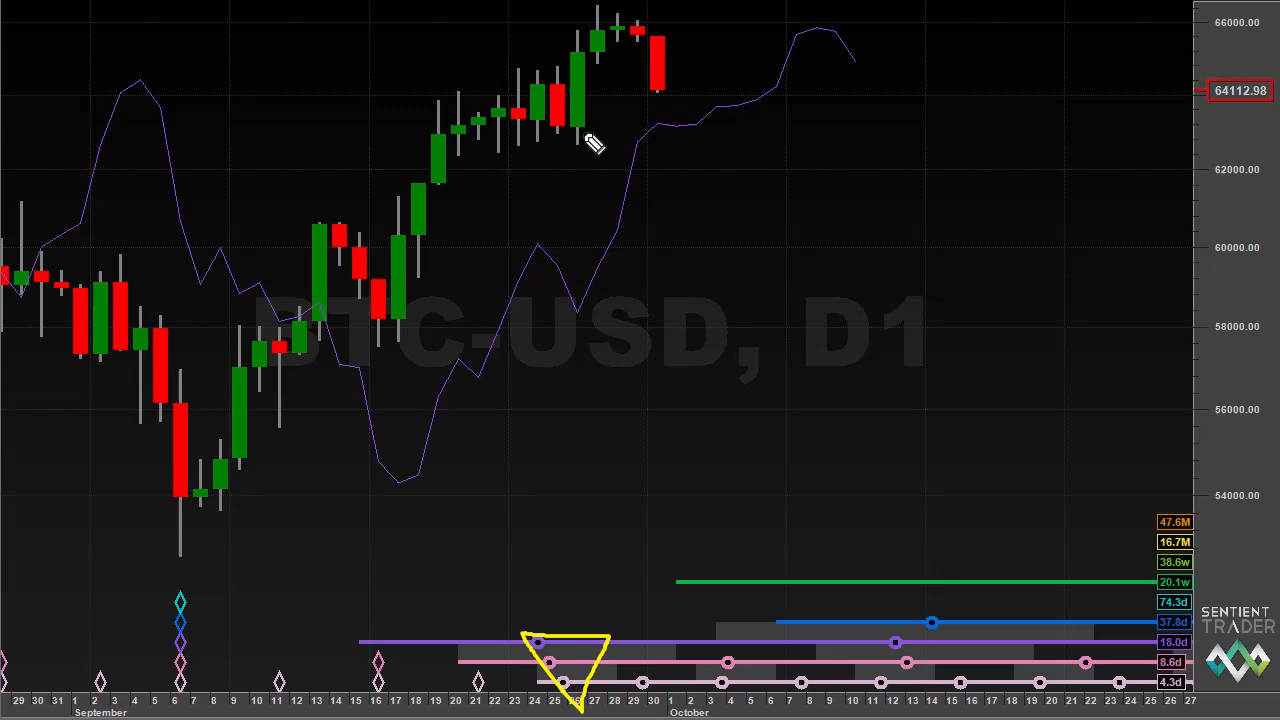 66000.00
64112.98
62000.00
60000.00
BTC-USD, D1
58000.00
56000.00
54000.00
47.6M
16.7M
38.6w
20.1w
74.3d
37.8d
18.0d
8.6d
4.3d
SENTIENT
TRADER
29 30 31 1 2 3 4 5 6 7 8 9 10 11 12 13 14 15 16 17 18 19 20 21 22 23 24 25 26 27 28 29 30 1 2 3 4 5 6 7 8 9 10 11 12 13 14 15 16 17 18 19 20 21 22 23 24 25 26 27
September October